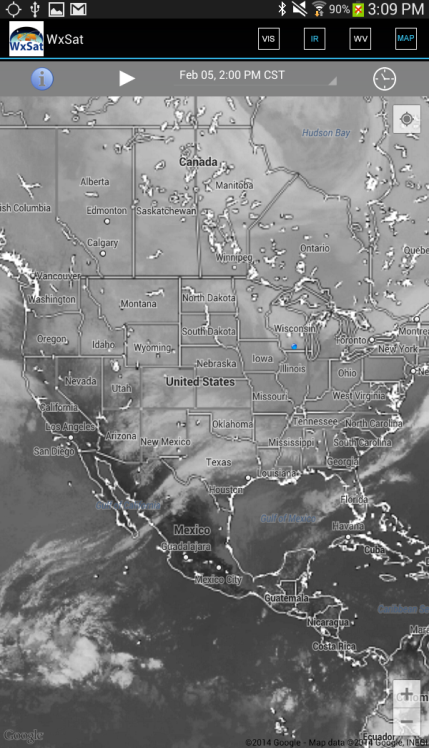 90% 3:09 PM
WxSat WxSat VIS IR WV MAP
i Feb 05, 2:00 PM CST
Hudson Bay
Canada
Alberta
Manitoba
ish Columbia Edmonton Saskatchewan
Calgary Ontario Quebe
Winnipeg
Vancouver
Washington Montana North Dakota
Montrea
Oregon Idaho South Dakota Wisconsin Toronto
Wyoming New York
Nebraska Iowa
Nevada Utah United States Illinois Ohio Ne
Missouri West Virginia
California
Los Angeles Arizona New Mexico Oklahoma Tennessee North Carolina
San Diego Mississippi South Carolina
Texas Georgia
Houston Louisiana
Florida
Gulf of Mexico
Havana
Mexico
Guadalajara Cuba
Mexico City
Guatemala
Caribbean Se
Nicaragua
Costa Rica
+
−
Google
Ecuador
©2014 Google - Map data ©2014 Google, INEGI